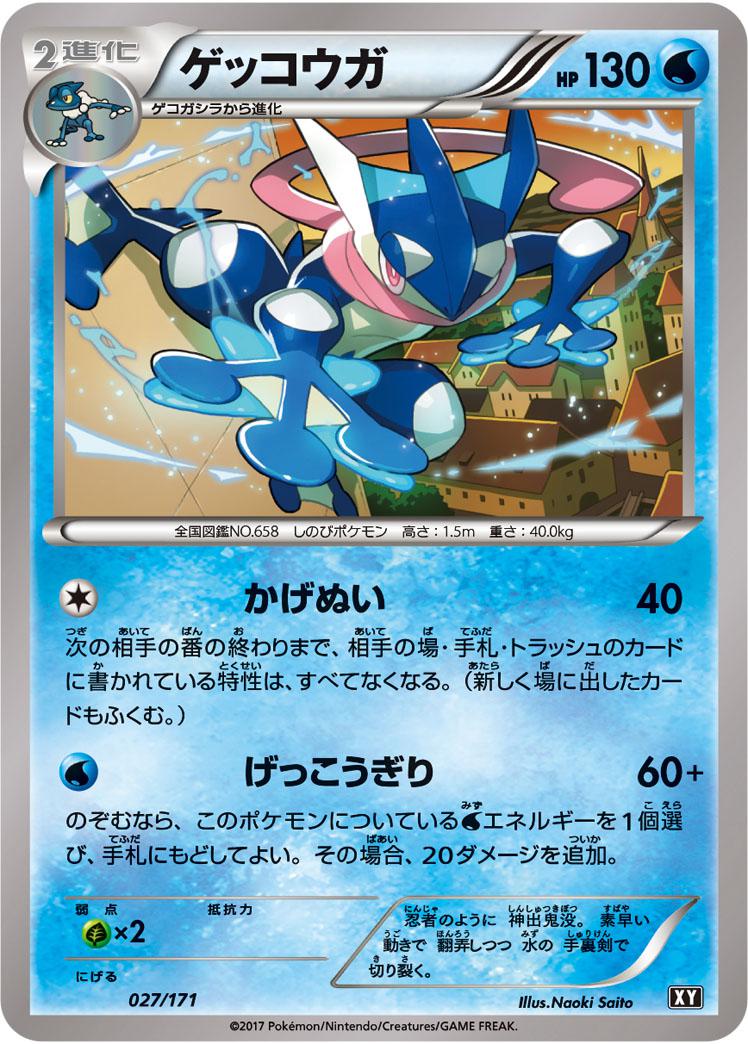 2進化
ゲッコウガ
HP 130
ゲコガシラから進化
全国図鑑NO.658 しのびポケモン 高さ:1.5m 重さ:40.0kg
かげぬい 40
次の相手の番の終わりまで、相手の場・手札・トラッシュのカード
に書かれている特性は、すべてなくなる。(新しく場に出したカー
ドもふくむ。)
げっこうぎり 60+
のぞむなら、このポケモンについているエネルギーを1個選
び、手札にもどしてよい。その場合、20ダメージを追加。
弱点 抵抗力
×2
にげる
忍者のように 神出鬼没。素早い
動きで 翻弄しつつ 水の 手裏剣で
切り裂く。
027/171
Illus.Naoki Saito
XY
©2017 Pokémon/Nintendo/Creatures/GAME FREAK.